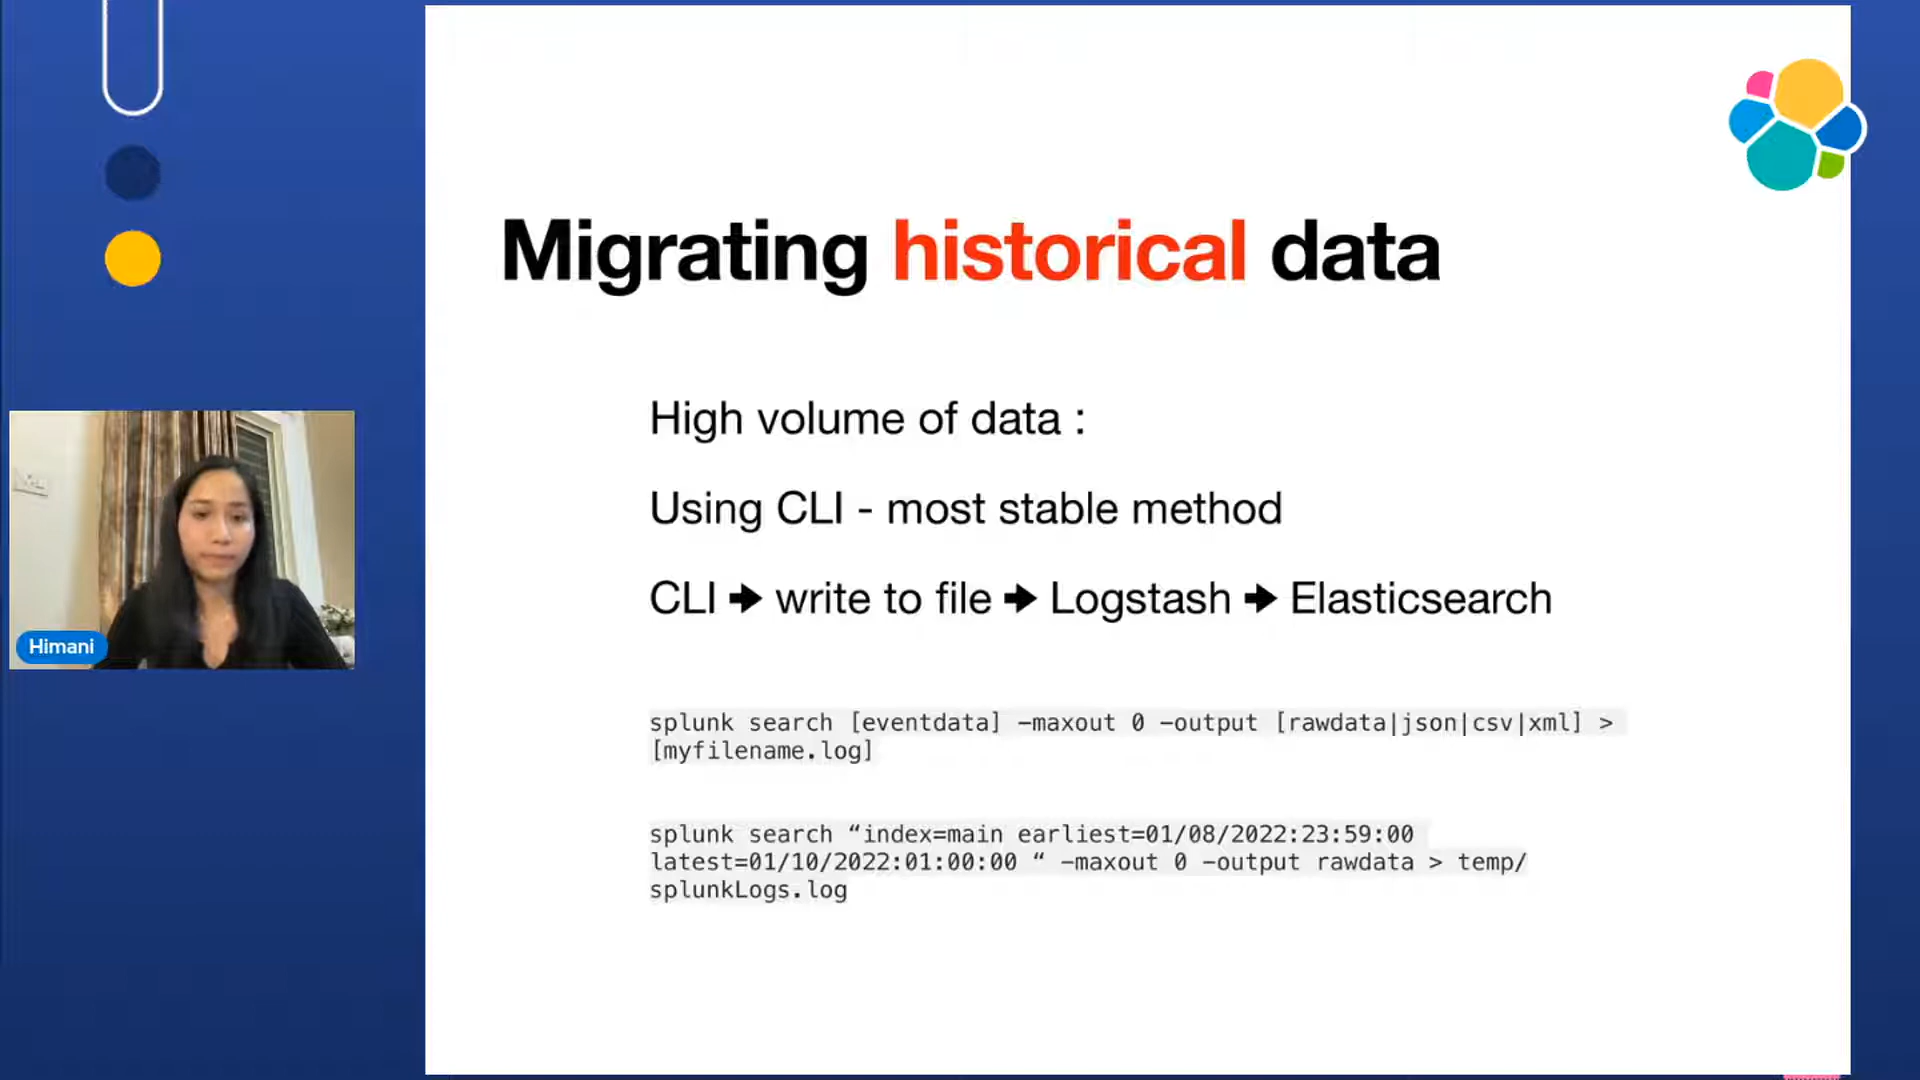 Migrating historical data
High volume of data :
Using CLI - most stable method
CLI ➜ write to file ➜ Logstash ➜ Elasticsearch
splunk search [eventdata] -maxout 0 -output [rawdata|json|csv|xml] >
[myfilename.log]
splunk search “index=main earliest=01/08/2022:23:59:00
latest=01/10/2022:01:00:00 “ -maxout 0 -output rawdata > temp/
splunkLogs.log
Himani